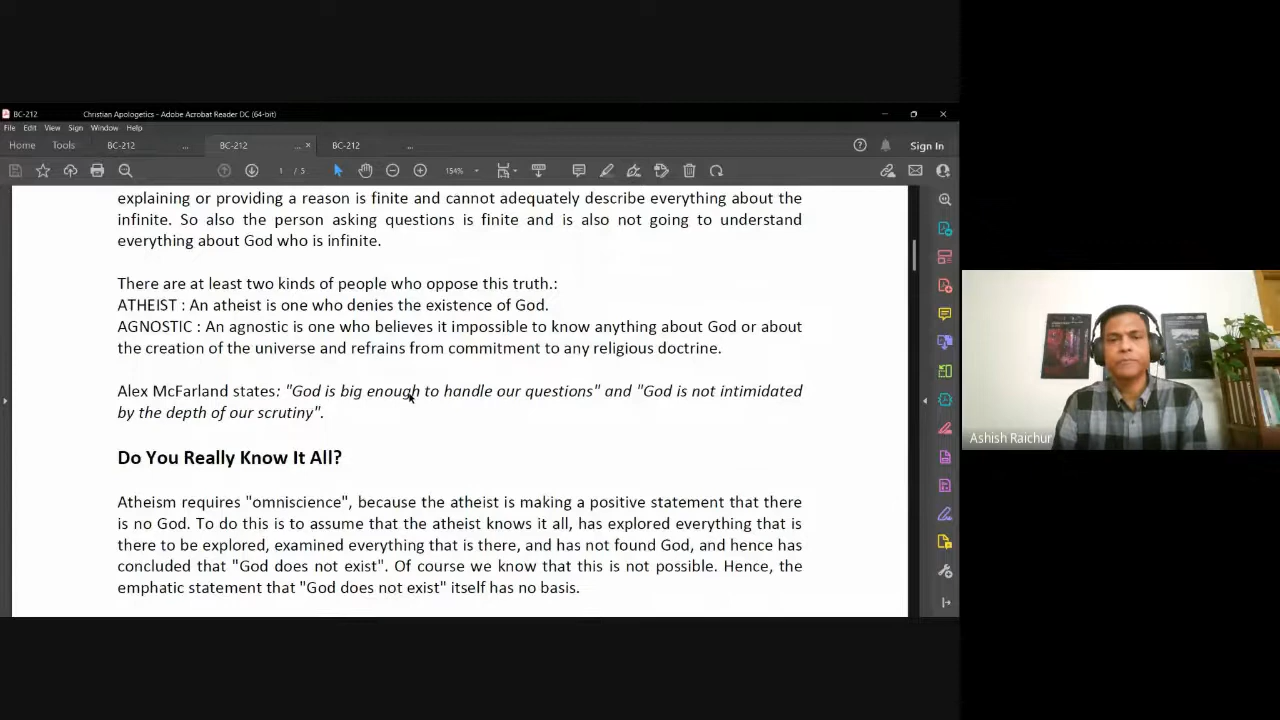 BC-212 Christian Apologetics - Adobe Acrobat Reader DC (64-bit)
File Edit View Sign Window Help
Home Tools BC-212 ... BC-212 ... × BC-212 ... Sign In
1 / 5 154%
explaining or providing a reason is finite and cannot adequately describe everything about the
infinite. So also the person asking questions is finite and is also not going to understand
everything about God who is infinite.
There are at least two kinds of people who oppose this truth.:
ATHEIST : An atheist is one who denies the existence of God.
AGNOSTIC : An agnostic is one who believes it impossible to know anything about God or about
the creation of the universe and refrains from commitment to any religious doctrine.
Alex McFarland states: "God is big enough to handle our questions" and "God is not intimidated
by the depth of our scrutiny".
Do You Really Know It All?
Atheism requires "omniscience", because the atheist is making a positive statement that there
is no God. To do this is to assume that the atheist knows it all, has explored everything that is
there to be explored, examined everything that is there, and has not found God, and hence has
concluded that "God does not exist". Of course we know that this is not possible. Hence, the
emphatic statement that "God does not exist" itself has no basis.
Ashish Raichur